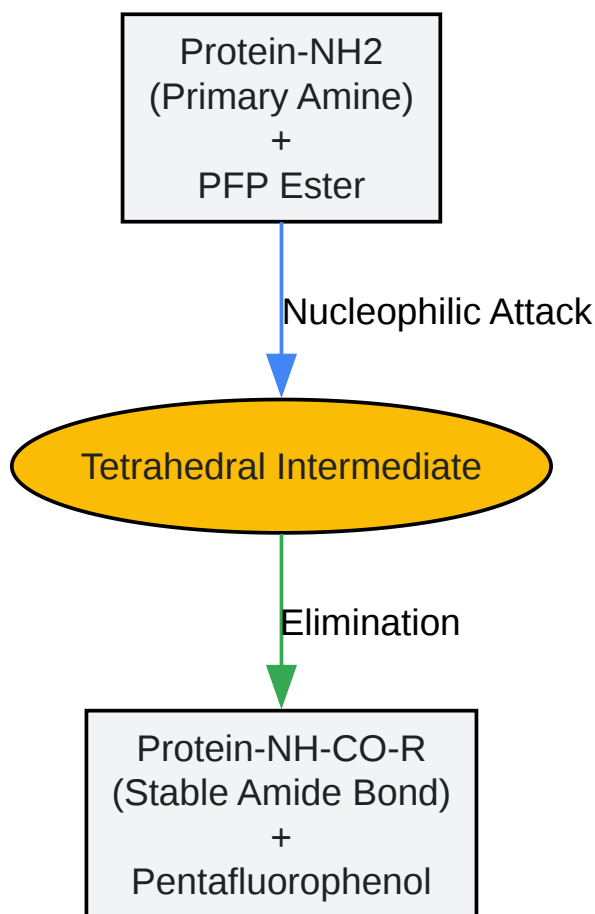 Protein-NH2
(Primary Amine)
+
PFP Ester
Nucleophilic Attack
Tetrahedral Intermediate
Elimination
Protein-NH-CO-R
(Stable Amide Bond)
+
Pentafluorophenol